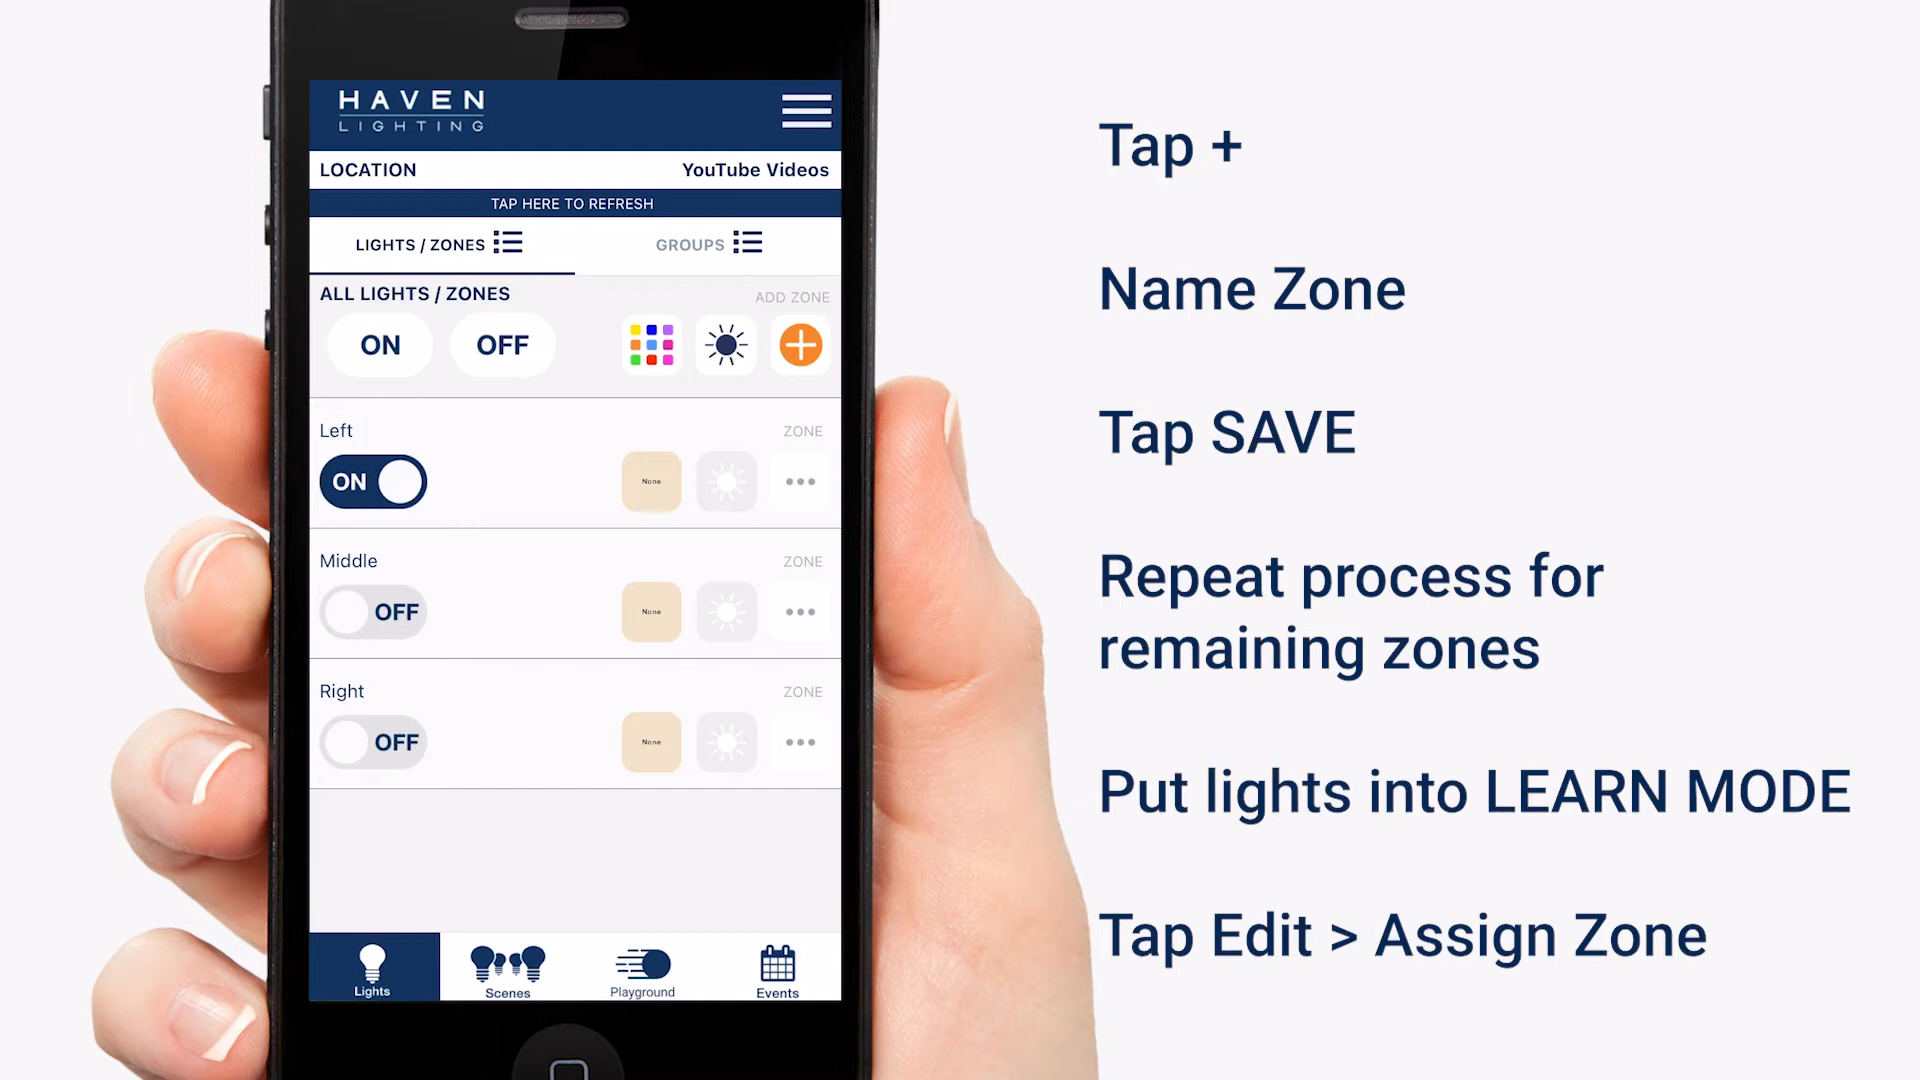 HAVEN
LIGHTING
LOCATION YouTube Videos
TAP HERE TO REFRESH
LIGHTS / ZONES GROUPS
ALL LIGHTS / ZONES ADD ZONE
ON OFF
Left ZONE
ON None
Middle ZONE
OFF None
Right ZONE
OFF None
Lights Scenes Playground Events
Tap +
Name Zone
Tap SAVE
Repeat process for
remaining zones
Put lights into LEARN MODE
Tap Edit > Assign Zone